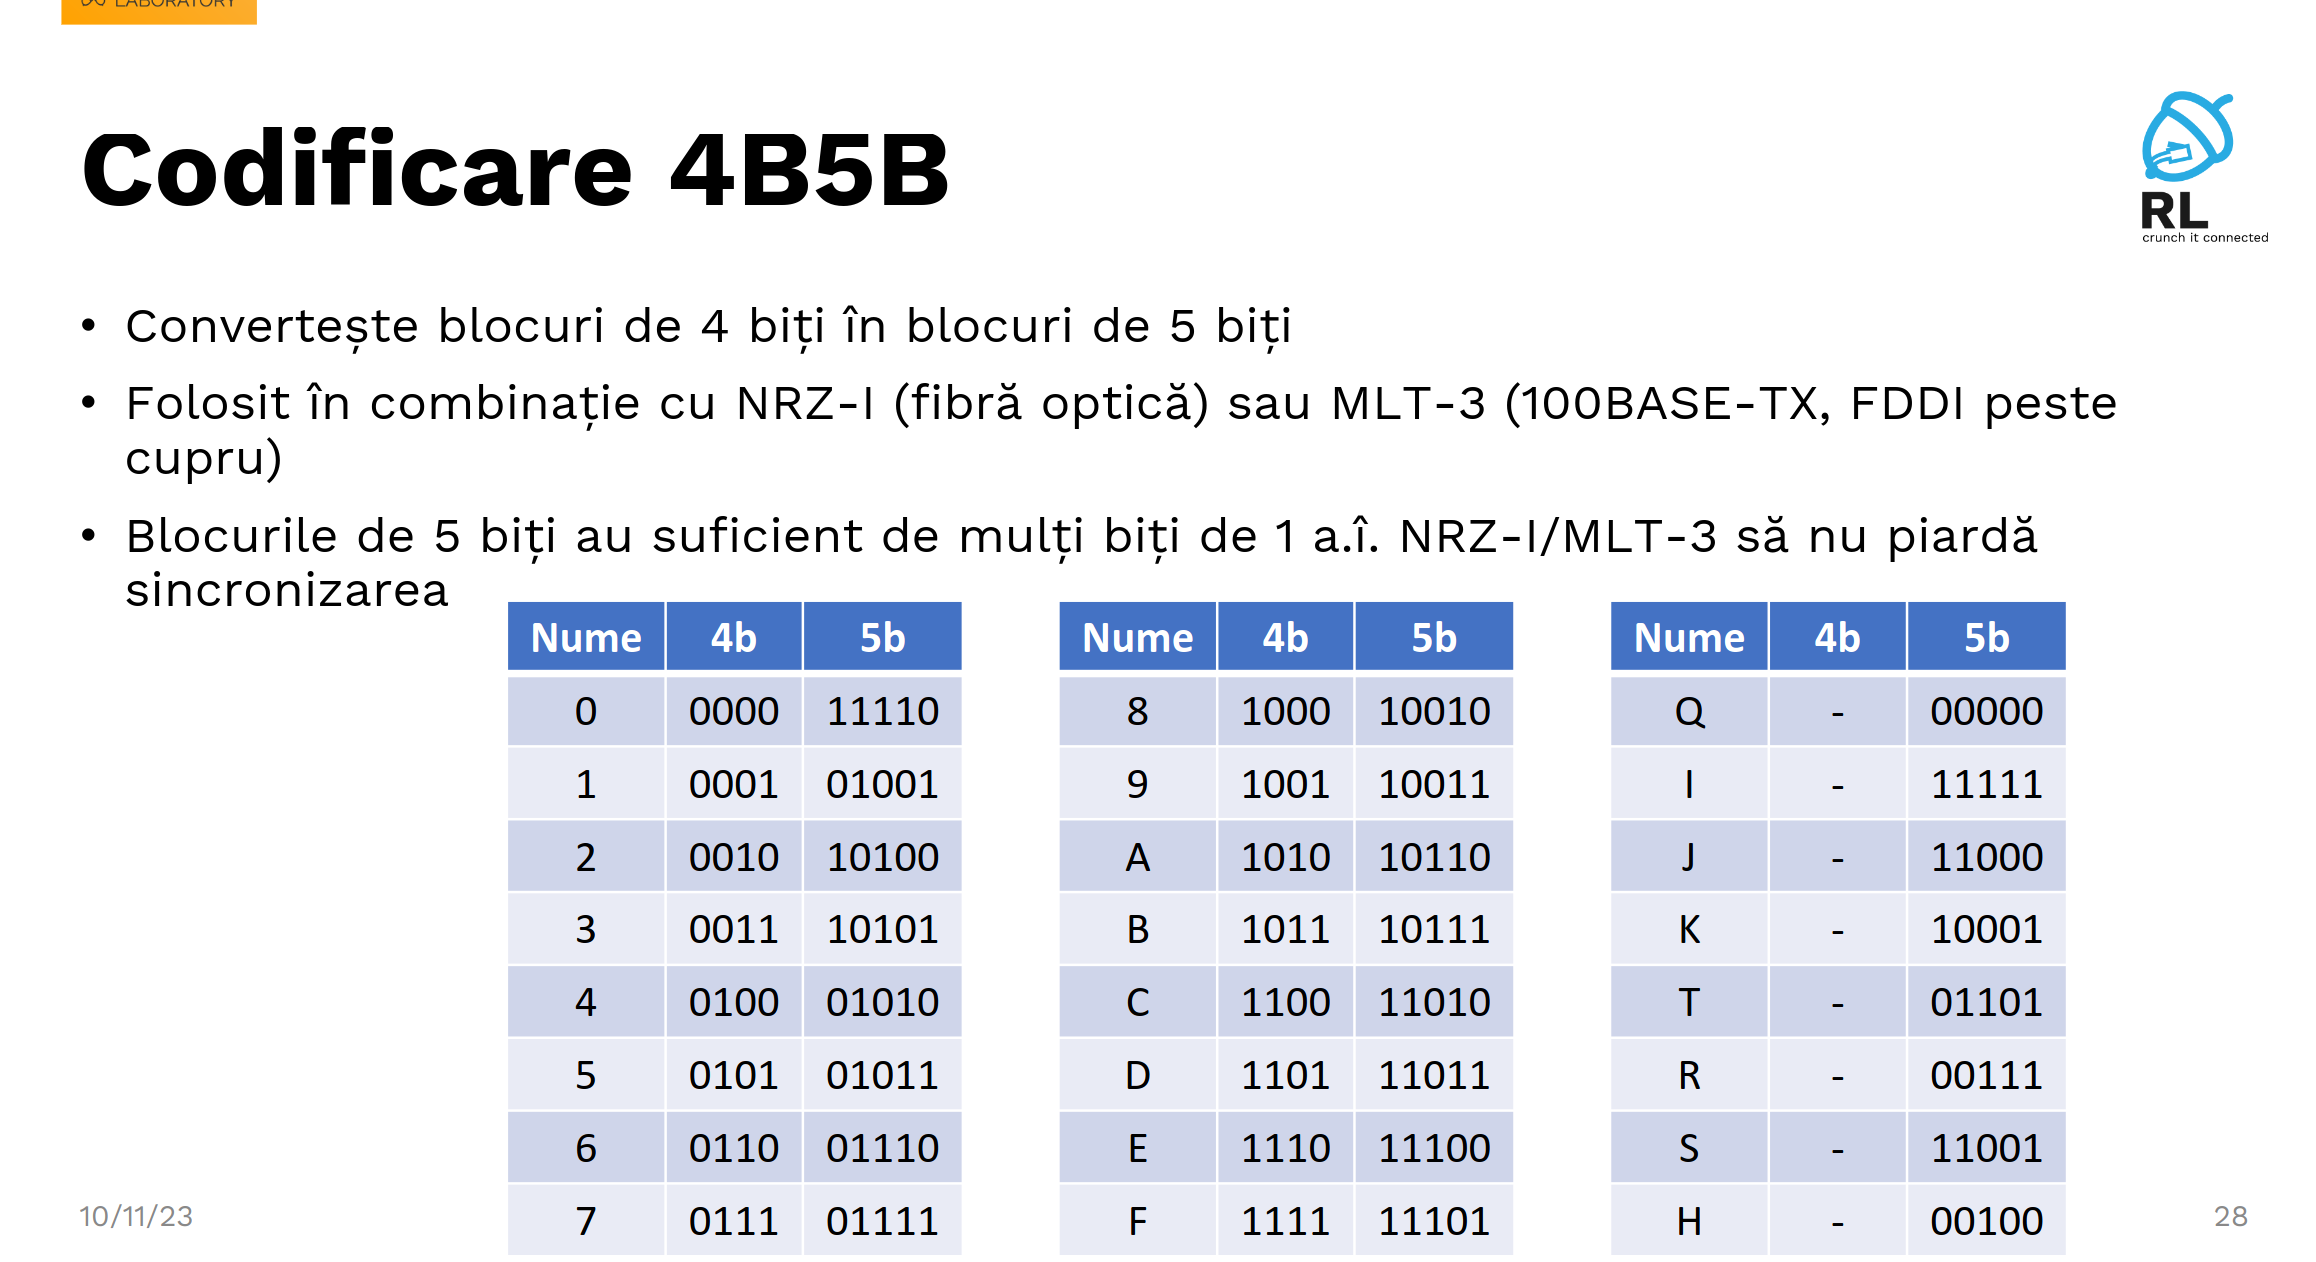 LABORATORY
Codificare 4B5B
RL
crunch it connected
• Convertește blocuri de 4 biți în blocuri de 5 biți
• Folosit în combinație cu NRZ-I (fibră optică) sau MLT-3 (100BASE-TX, FDDI peste
cupru)
• Blocurile de 5 biți au suficient de mulți biți de 1 a.î. NRZ-I/MLT-3 să nu piardă
sincronizarea
Nume 4b 5b
0 0000 11110
1 0001 01001
2 0010 10100
3 0011 10101
4 0100 01010
5 0101 01011
6 0110 01110
7 0111 01111
Nume 4b 5b
8 1000 10010
9 1001 10011
A 1010 10110
B 1011 10111
C 1100 11010
D 1101 11011
E 1110 11100
F 1111 11101
Nume 4b 5b
Q - 00000
I - 11111
J - 11000
K - 10001
T - 01101
R - 00111
S - 11001
H - 00100
10/11/23
28